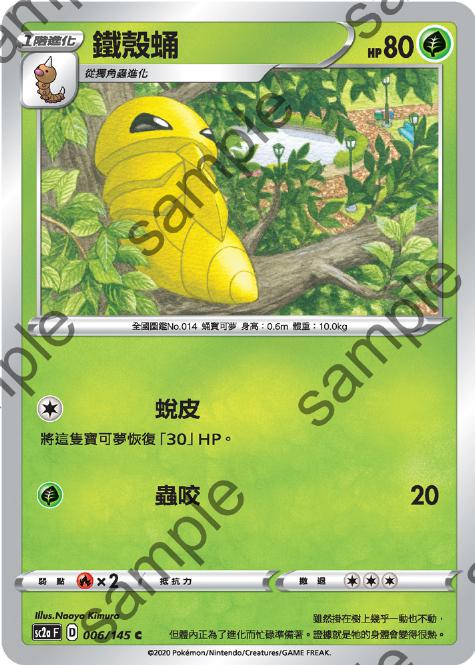 1階進化
鐵殼蛹
HP 80
從獨角蟲進化
全國圖鑑No.014 蛹寶可夢 身高：0.6m 體重：10.0kg
蛻皮
將這隻寶可夢恢復「30」HP。
蟲咬 20
弱點 ×2 抵抗力 撤退
Illus.Naoyo Kimura
sc2a F D 006/145 C
雖然掛在樹上幾乎一動也不動，
但體內正為了進化而忙碌準備著。證據就是牠的身體會變得很熱。
©2020 Pokémon/Nintendo/Creatures/GAME FREAK.
sample
sample
sample
sample
sample
sample